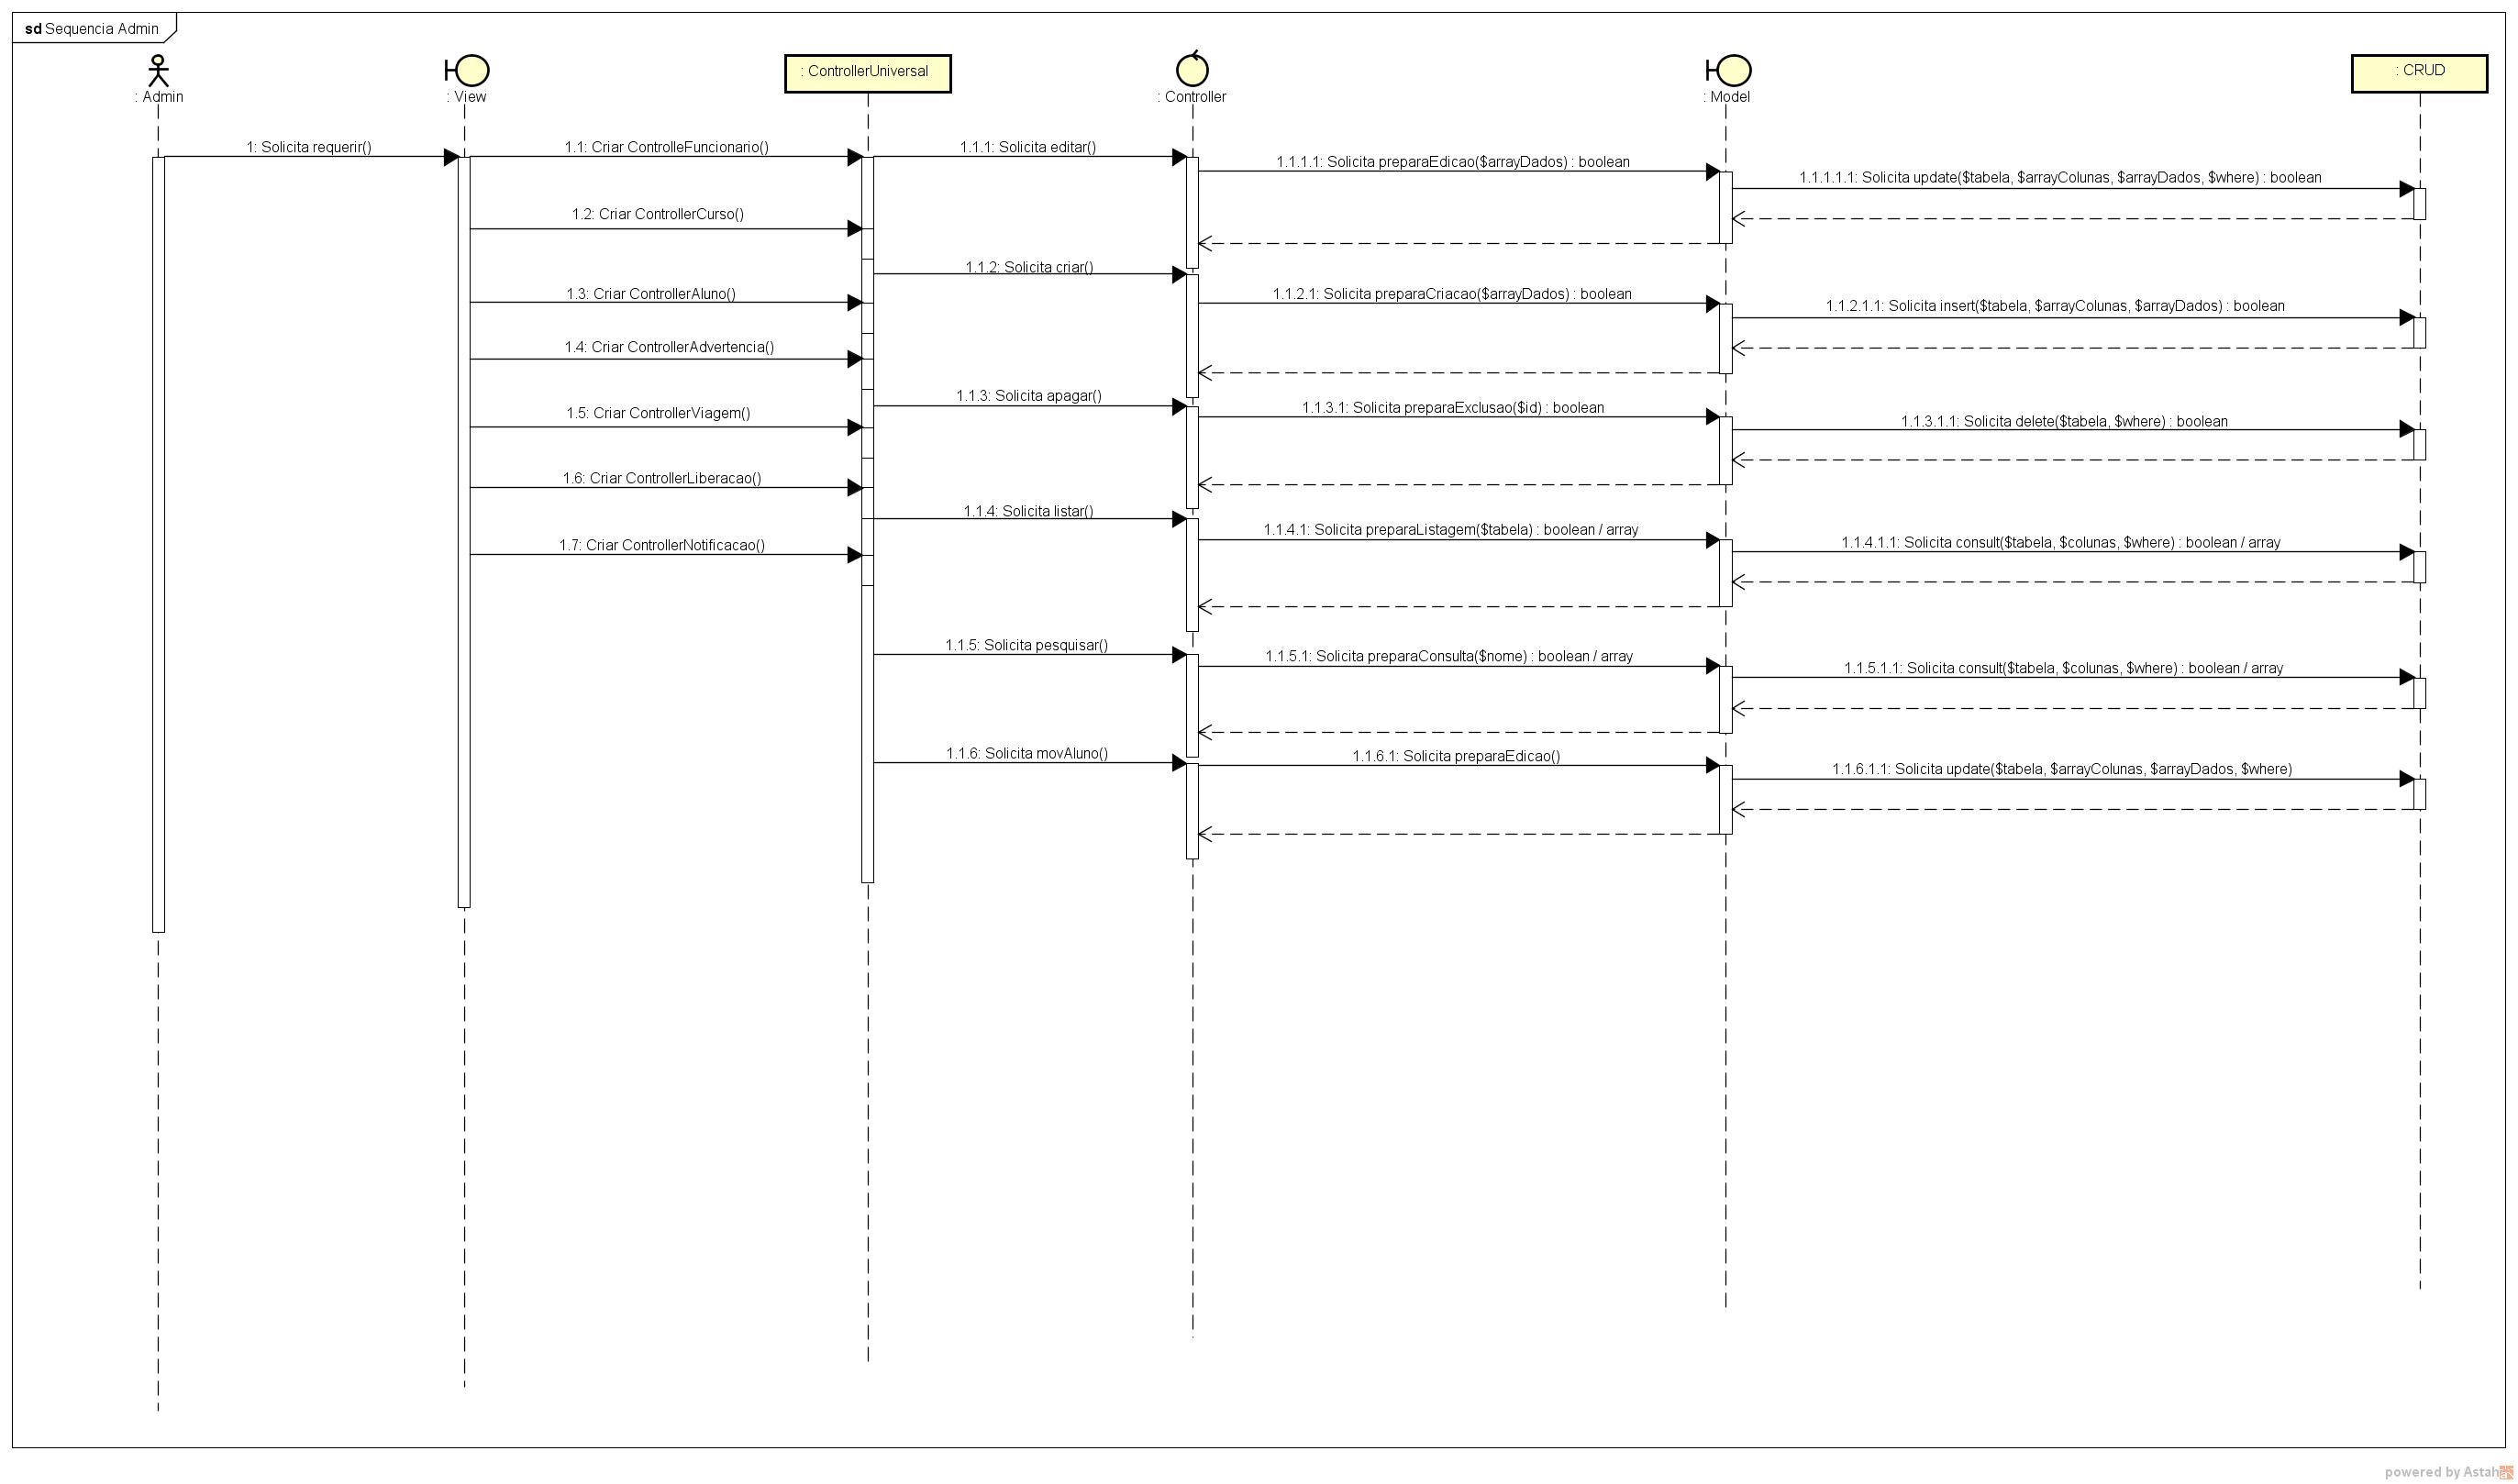 sd Sequencia Admin
: Admin
: View
: ControllerUniversal
: Controller
: Model
: CRUD
1: Solicita requerir()
1.1: Criar ControlleFuncionario()
1.1.1: Solicita editar()
1.1.1.1: Solicita preparaEdicao($arrayDados) : boolean
1.1.1.1.1: Solicita update($tabela, $arrayColunas, $arrayDados, $where) : boolean
1.2: Criar ControllerCurso()
1.1.2: Solicita criar()
1.3: Criar ControllerAluno()
1.1.2.1: Solicita preparaCriacao($arrayDados) : boolean
1.1.2.1.1: Solicita insert($tabela, $arrayColunas, $arrayDados) : boolean
1.4: Criar ControllerAdvertencia()
1.1.3: Solicita apagar()
1.5: Criar ControllerViagem()
1.1.3.1: Solicita preparaExclusao($id) : boolean
1.1.3.1.1: Solicita delete($tabela, $where) : boolean
1.6: Criar ControllerLiberacao()
1.1.4: Solicita listar()
1.1.4.1: Solicita preparaListagem($tabela) : boolean / array
1.7: Criar ControllerNotificacao()
1.1.4.1.1: Solicita consult($tabela, $colunas, $where) : boolean / array
1.1.5: Solicita pesquisar()
1.1.5.1: Solicita preparaConsulta($nome) : boolean / array
1.1.5.1.1: Solicita consult($tabela, $colunas, $where) : boolean / array
1.1.6: Solicita movAluno()
1.1.6.1: Solicita preparaEdicao()
1.1.6.1.1: Solicita update($tabela, $arrayColunas, $arrayDados, $where)
powered by Astah